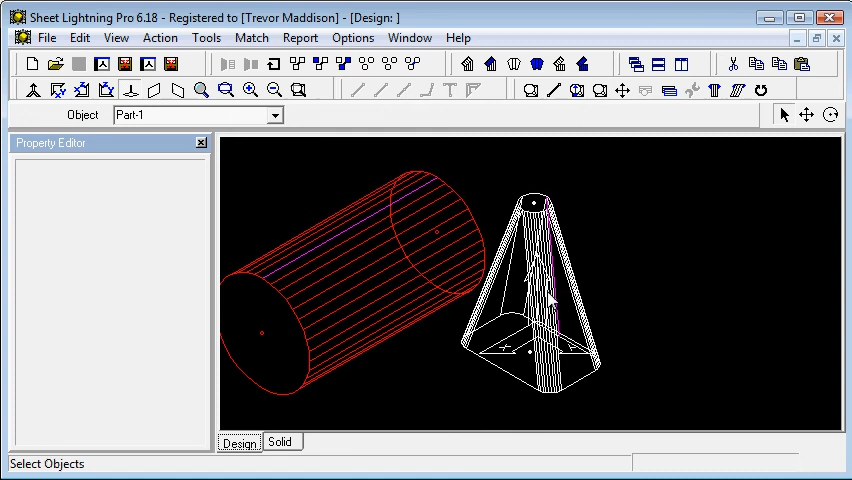 Sheet Lightning Pro 6.18 - Registered to [Trevor Maddison] - [Design: ]
File Edit View Action Tools Match Report Options Window Help
Object Part-1
Property Editor
Design Solid
Select Objects